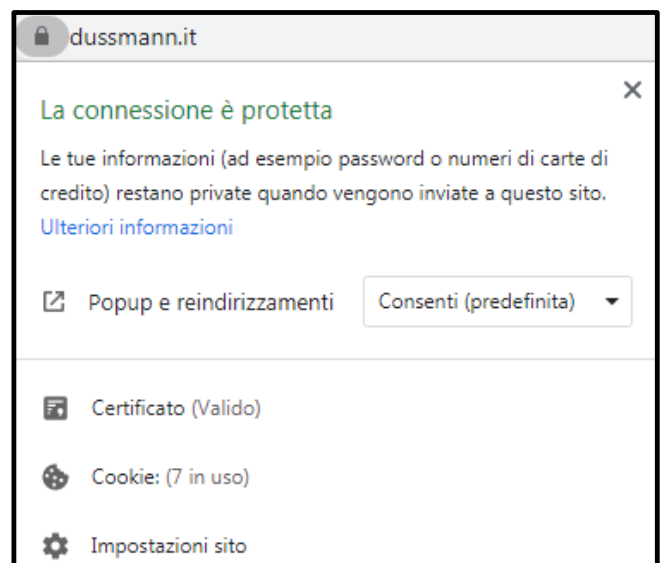 dussmann.it
La connessione è protetta
Le tue informazioni (ad esempio password o numeri di carte di
credito) restano private quando vengono inviate a questo sito.
Ulteriori informazioni
Popup e reindirizzamenti Consenti (predefinita)
Certificato (Valido)
Cookie: (7 in uso)
Impostazioni sito